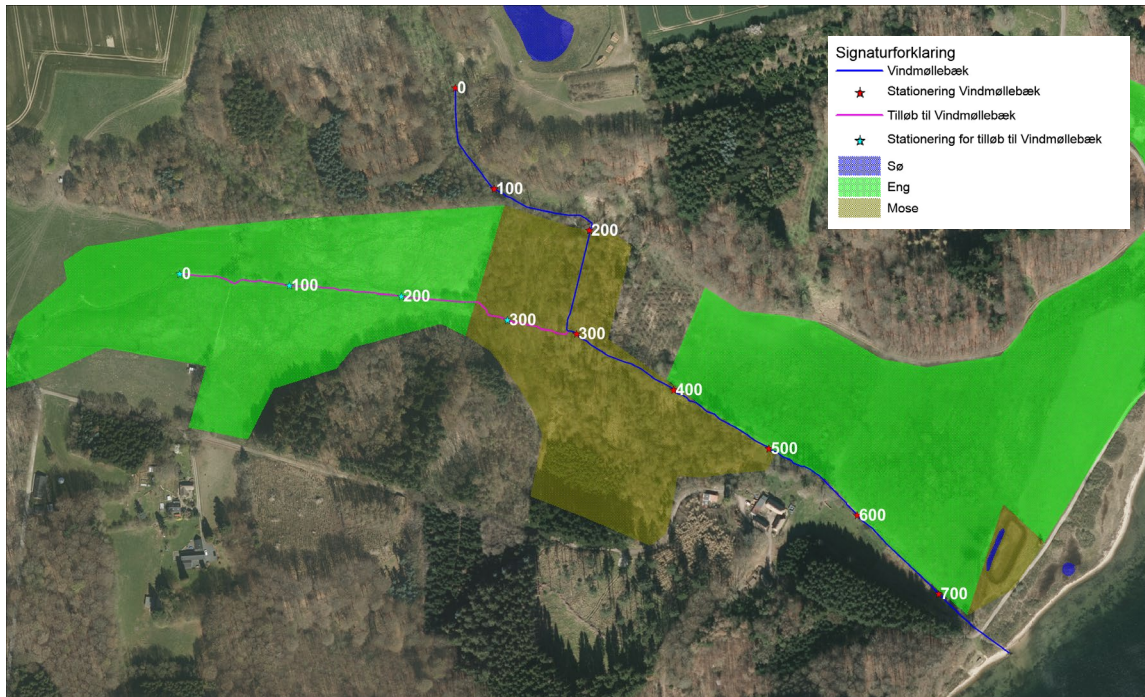 Signaturforklaring
Vindmøllebæk
Stationering Vindmøllebæk
Tilløb til Vindmøllebæk
Stationering for tilløb til Vindmøllebæk
Sø
Eng
Mose
0
100
200
0
100
200
300
300
400
500
600
700